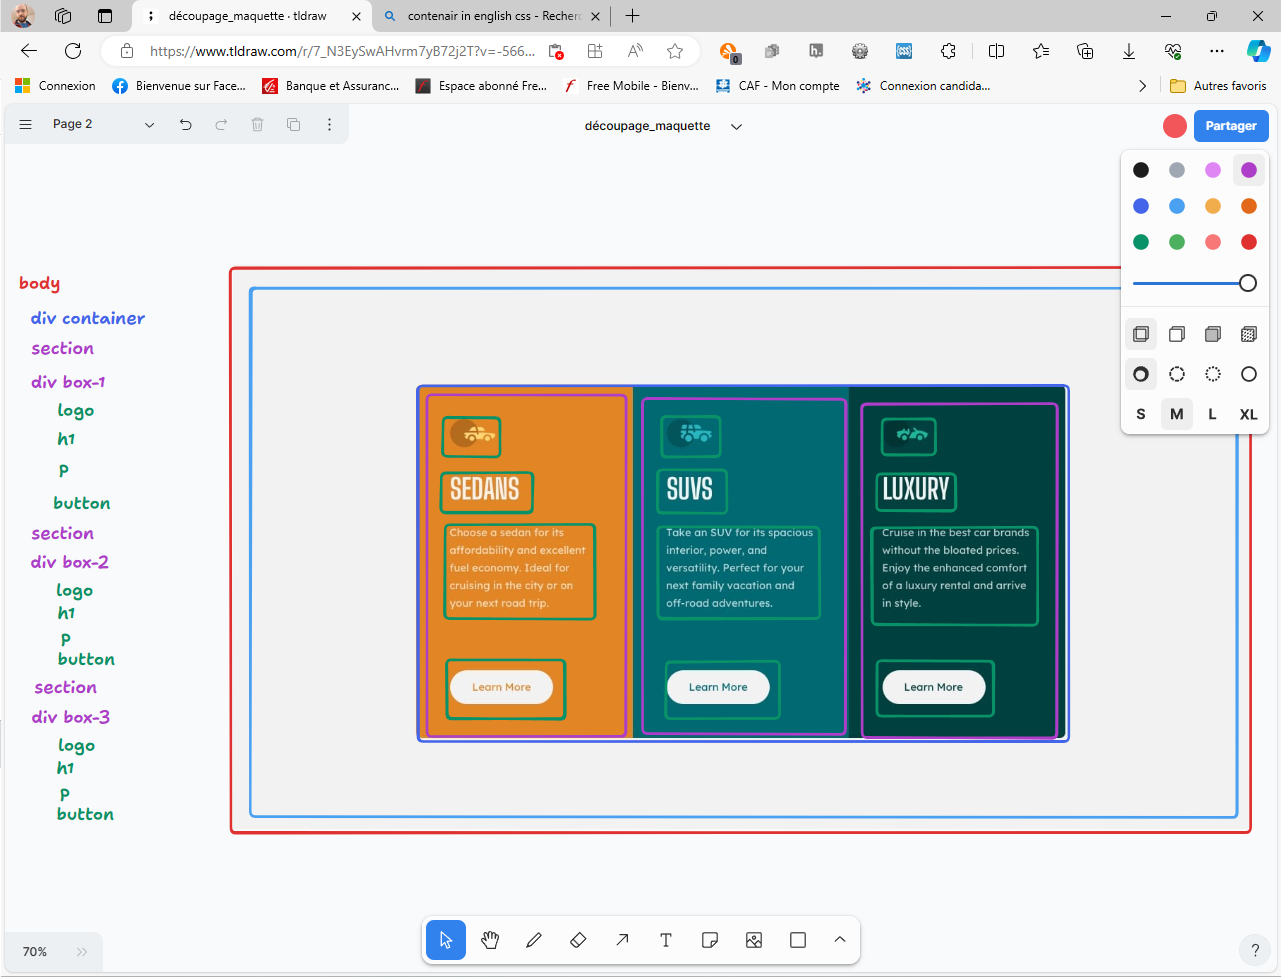 découpage_maquette · tldraw
contenair in english css - Recher
https://www.tldraw.com/r/7_N3EySwAHvrm7yB72j2T?v=-566...
0
Connexion
Bienvenue sur Face...
Banque et Assuranc...
Espace abonné Fre...
Free Mobile - Bienv...
CAF - Mon compte
Connexion candida...
Autres favoris
Page 2
découpage_maquette
Partager
S M L XL
body
div container
section
div box-1
logo
h1
p
button
section
div box-2
logo
h1
p
button
section
div box-3
logo
h1
p
button
SEDANS
Choose a sedan for its
affordability and excellent
fuel economy. Ideal for
cruising in the city or on
your next road trip.
Learn More
SUVS
Take an SUV for its spacious
interior, power, and
versatility. Perfect for your
next family vacation and
off-road adventures.
Learn More
LUXURY
Cruise in the best car brands
without the bloated prices.
Enjoy the enhanced comfort
of a luxury rental and arrive
in style.
Learn More
70%
?